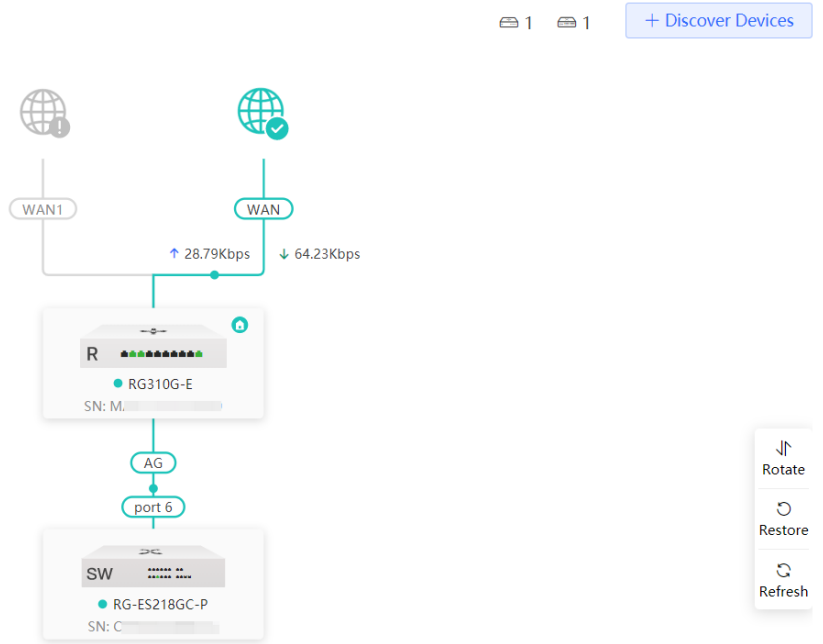 1 1 + Discover Devices
WAN1 WAN
↑ 28.79Kbps ↓ 64.23Kbps
R
RG310G-E
SN: M
AG
port 6
SW
RG-ES218GC-P
SN: C
Rotate
Restore
Refresh